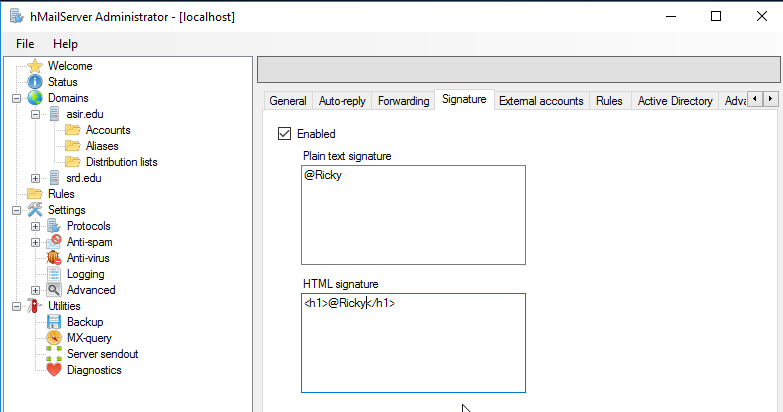 hMailServer Administrator - [localhost]
File Help
Welcome
Status
Domains
asir.edu
Accounts
Aliases
Distribution lists
srd.edu
Rules
Settings
Protocols
Anti-spam
Anti-virus
Logging
Advanced
Utilities
Backup
MX-query
Server sendout
Diagnostics
General Auto-reply Forwarding Signature External accounts Rules Active Directory Adva
Enabled
Plain text signature
@Ricky
HTML signature
<h1>@Ricky</h1>